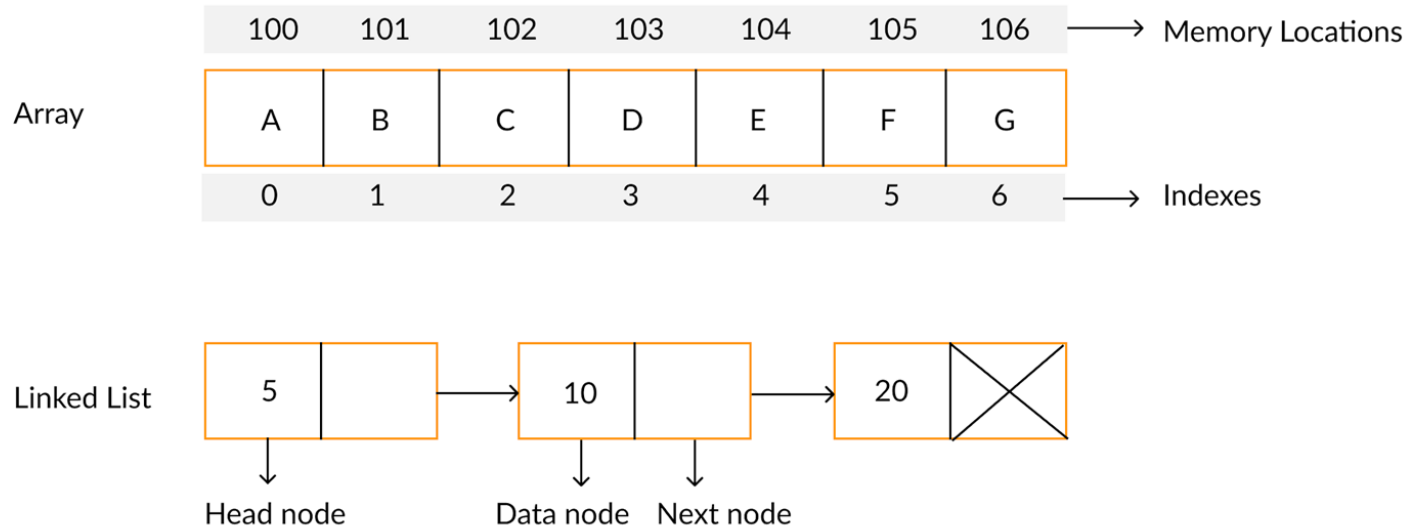 100 101 102 103 104 105 106 Memory Locations
Array A B C D E F G
0 1 2 3 4 5 6 Indexes
Linked List 5 10 20
Head node Data node Next node